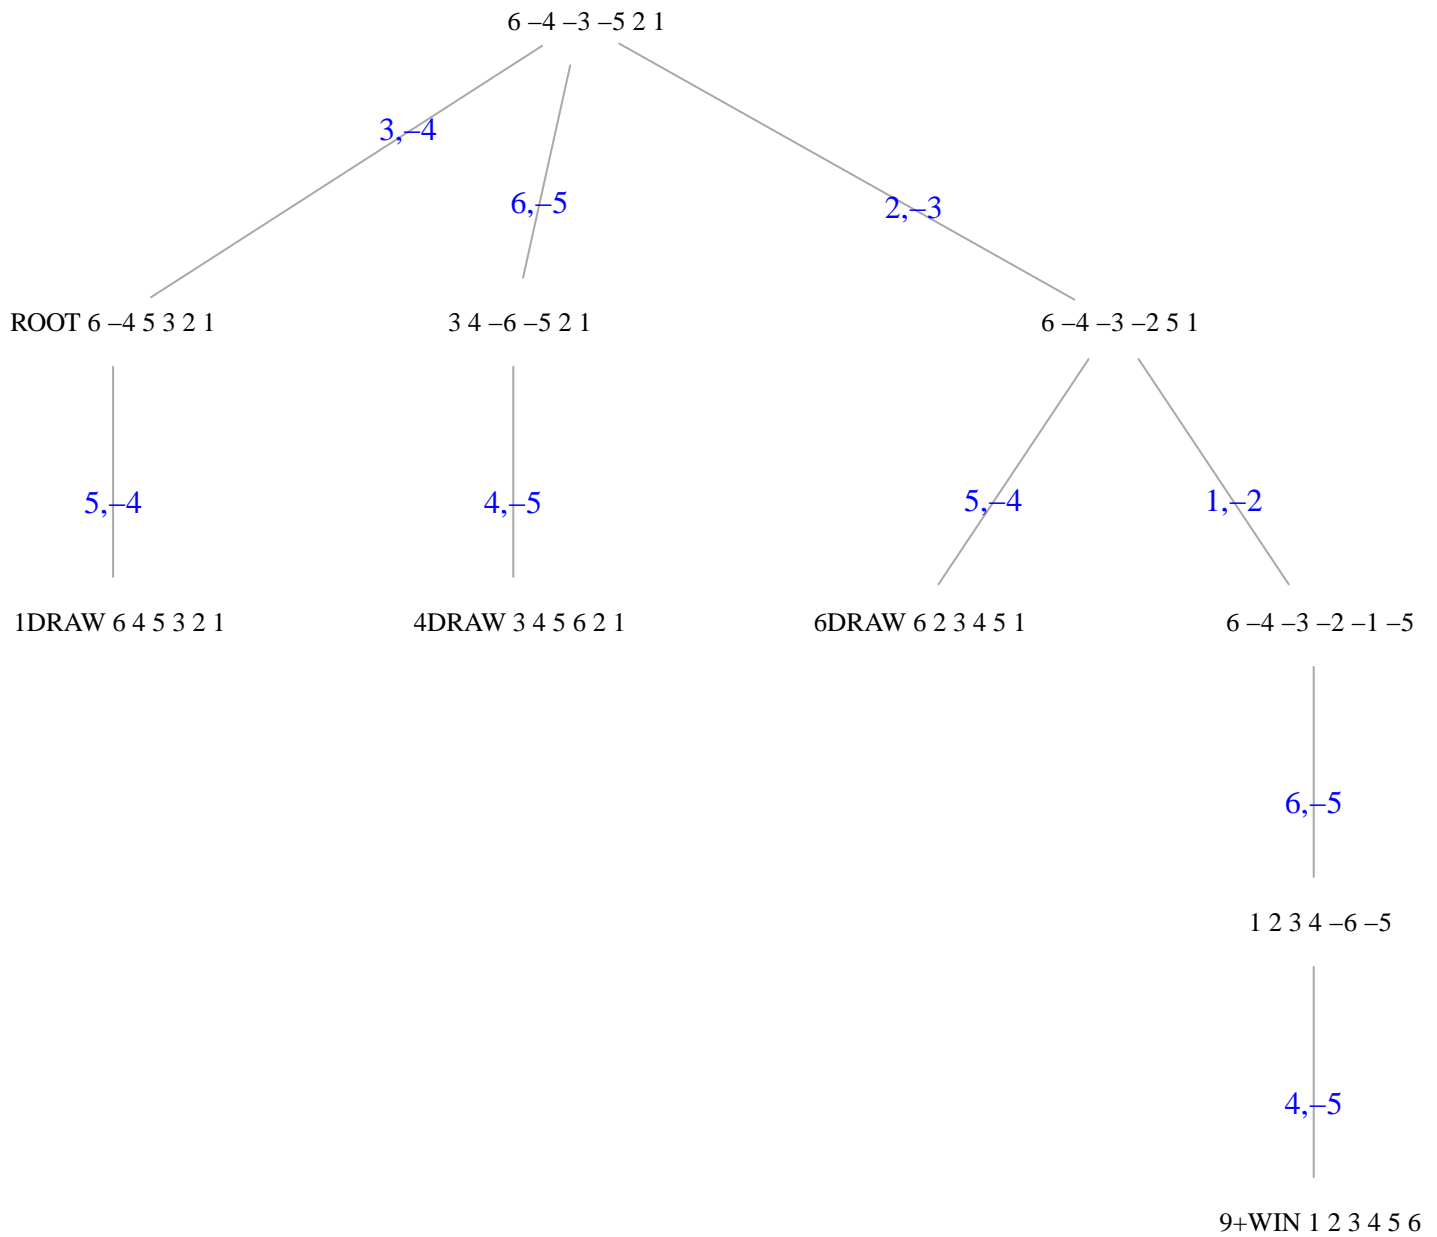 6 –4 –3 –5 2 1
3,–4
6,–5
2,–3
ROOT 6 –4 5 3 2 1
3 4 –6 –5 2 1
6 –4 –3 –2 5 1
5,–4
4,–5
5,–4
1,–2
1DRAW 6 4 5 3 2 1
4DRAW 3 4 5 6 2 1
6DRAW 6 2 3 4 5 1
6 –4 –3 –2 –1 –5
6,–5
1 2 3 4 –6 –5
4,–5
9+WIN 1 2 3 4 5 6